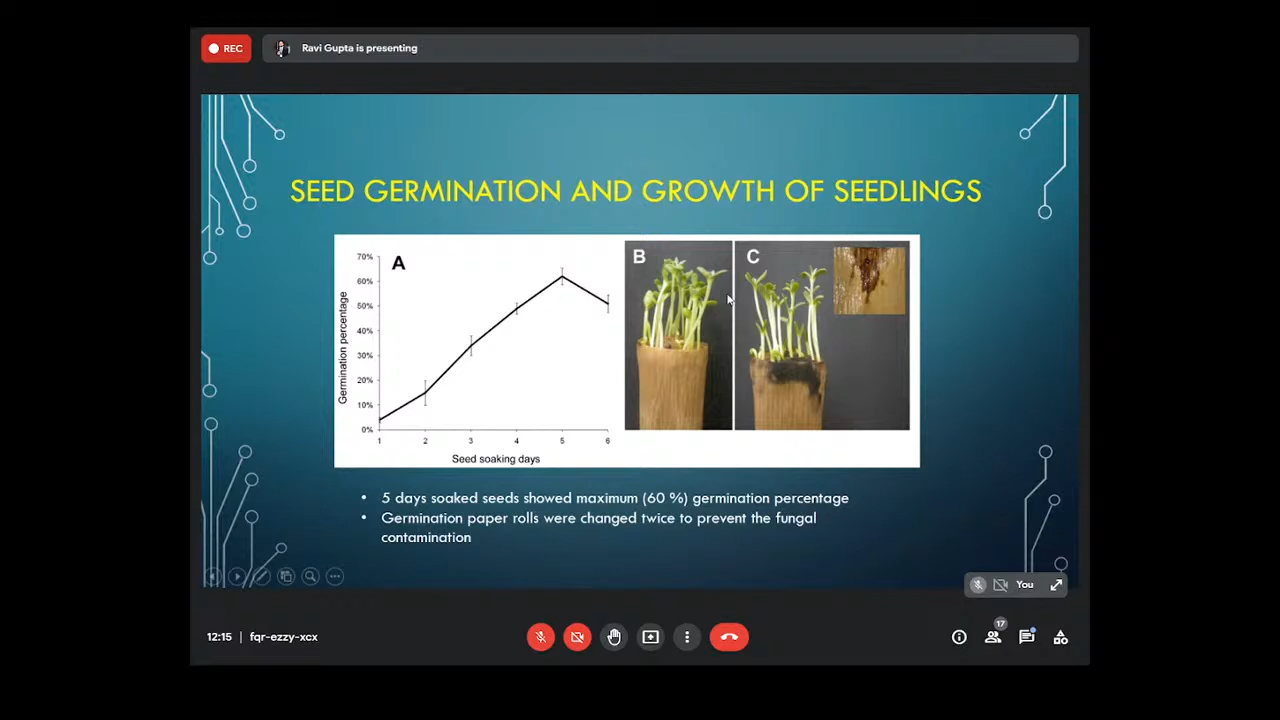 REC
Ravi Gupta is presenting
SEED GERMINATION AND GROWTH OF SEEDLINGS
A
B
C
70%
60%
50%
40%
30%
20%
10%
0%
Germination percentage
1 2 3 4 5 6
Seed soaking days
• 5 days soaked seeds showed maximum (60 %) germination percentage
• Germination paper rolls were changed twice to prevent the fungal
contamination
You
12:15 | fqr-ezzy-xcx
17